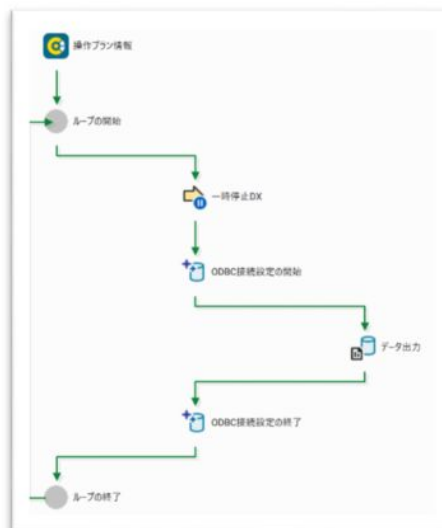 操作プラン情報
ループの開始
一時停止DX
ODBC接続設定の開始
データ出力
ODBC接続設定の終了
ループの終了